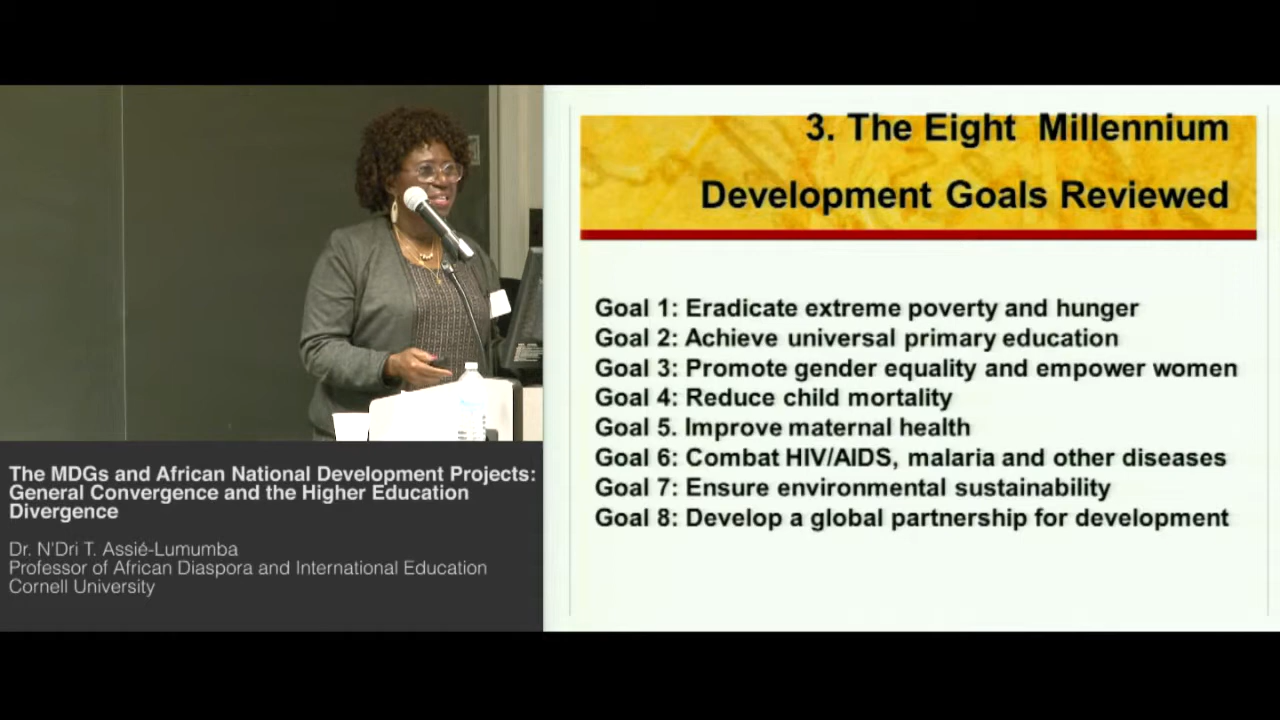 3. The Eight Millennium
Development Goals Reviewed
Goal 1: Eradicate extreme poverty and hunger
Goal 2: Achieve universal primary education
Goal 3: Promote gender equality and empower women
Goal 4: Reduce child mortality
Goal 5. Improve maternal health
Goal 6: Combat HIV/AIDS, malaria and other diseases
Goal 7: Ensure environmental sustainability
Goal 8: Develop a global partnership for development
The MDGs and African National Development Projects:
General Convergence and the Higher Education
Divergence
Dr. N'Dri T. Assié-Lumumba
Professor of African Diaspora and International Education
Cornell University